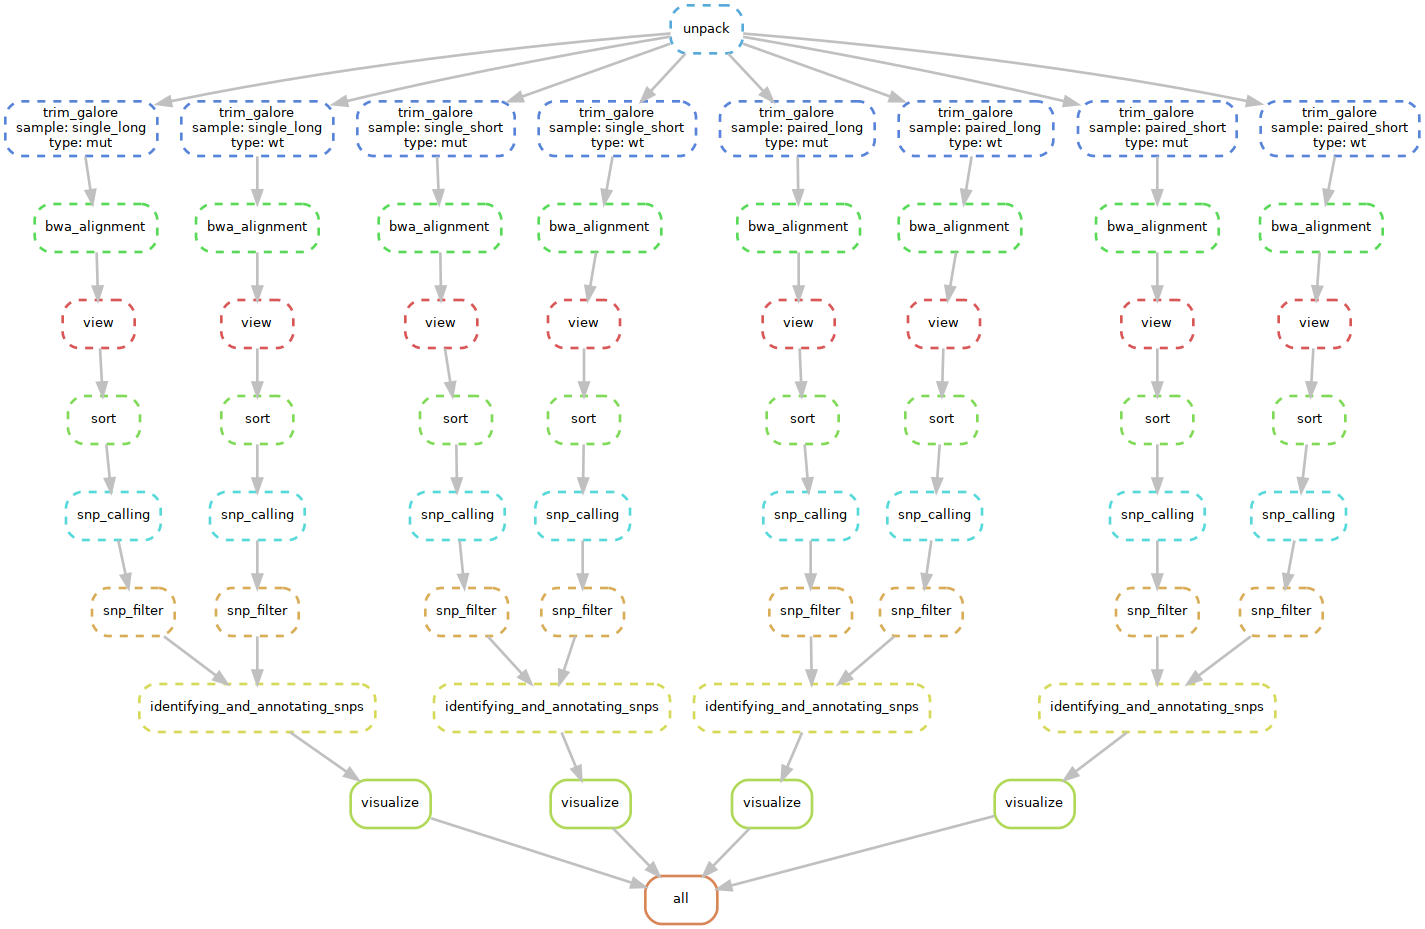 unpack
trim_galore
sample: single_long
type: mut
trim_galore
sample: single_long
type: wt
trim_galore
sample: single_short
type: mut
trim_galore
sample: single_short
type: wt
trim_galore
sample: paired_long
type: mut
trim_galore
sample: paired_long
type: wt
trim_galore
sample: paired_short
type: mut
trim_galore
sample: paired_short
type: wt
bwa_alignment
bwa_alignment
bwa_alignment
bwa_alignment
bwa_alignment
bwa_alignment
bwa_alignment
bwa_alignment
view
view
view
view
view
view
view
view
sort
sort
sort
sort
sort
sort
sort
sort
snp_calling
snp_calling
snp_calling
snp_calling
snp_calling
snp_calling
snp_calling
snp_calling
snp_filter
snp_filter
snp_filter
snp_filter
snp_filter
snp_filter
snp_filter
snp_filter
identifying_and_annotating_snps
identifying_and_annotating_snps
identifying_and_annotating_snps
identifying_and_annotating_snps
visualize
visualize
visualize
visualize
all